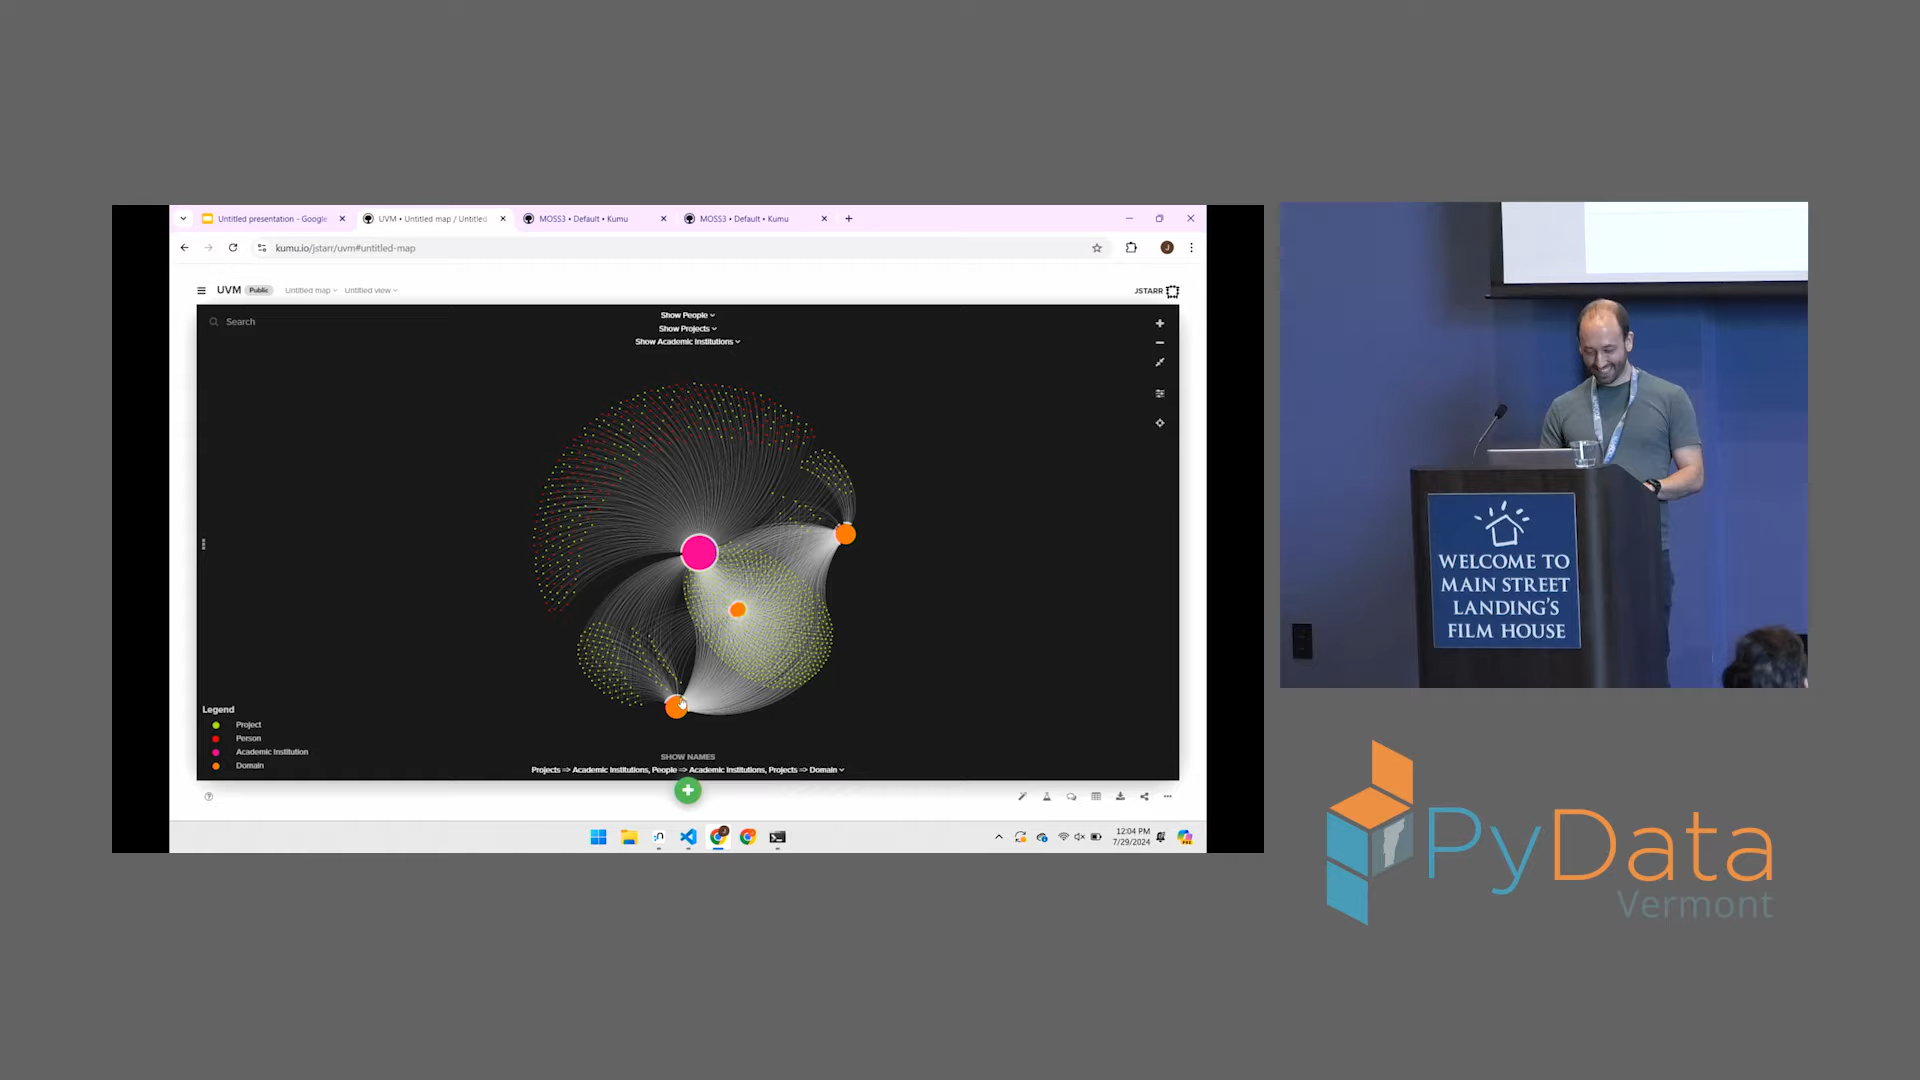 Untitled presentation - Google
UVM • Untitled map / Untitled
MOSS3 • Default • Kumu
MOSS3 • Default • Kumu
kumu.io/jstarr/uvm#untitled-map
J
UVM
Public
Untitled map
Untitled view
JSTARR
Search
Show People
Show Projects
Show Academic Institutions
Legend
Project
Person
Academic Institution
Domain
SHOW NAMES
Projects => Academic Institutions, People => Academic Institutions, Projects => Domain
12:04 PM
7/29/2024
WELCOME TO
MAIN STREET
LANDING'S
FILM HOUSE
PyData
Vermont